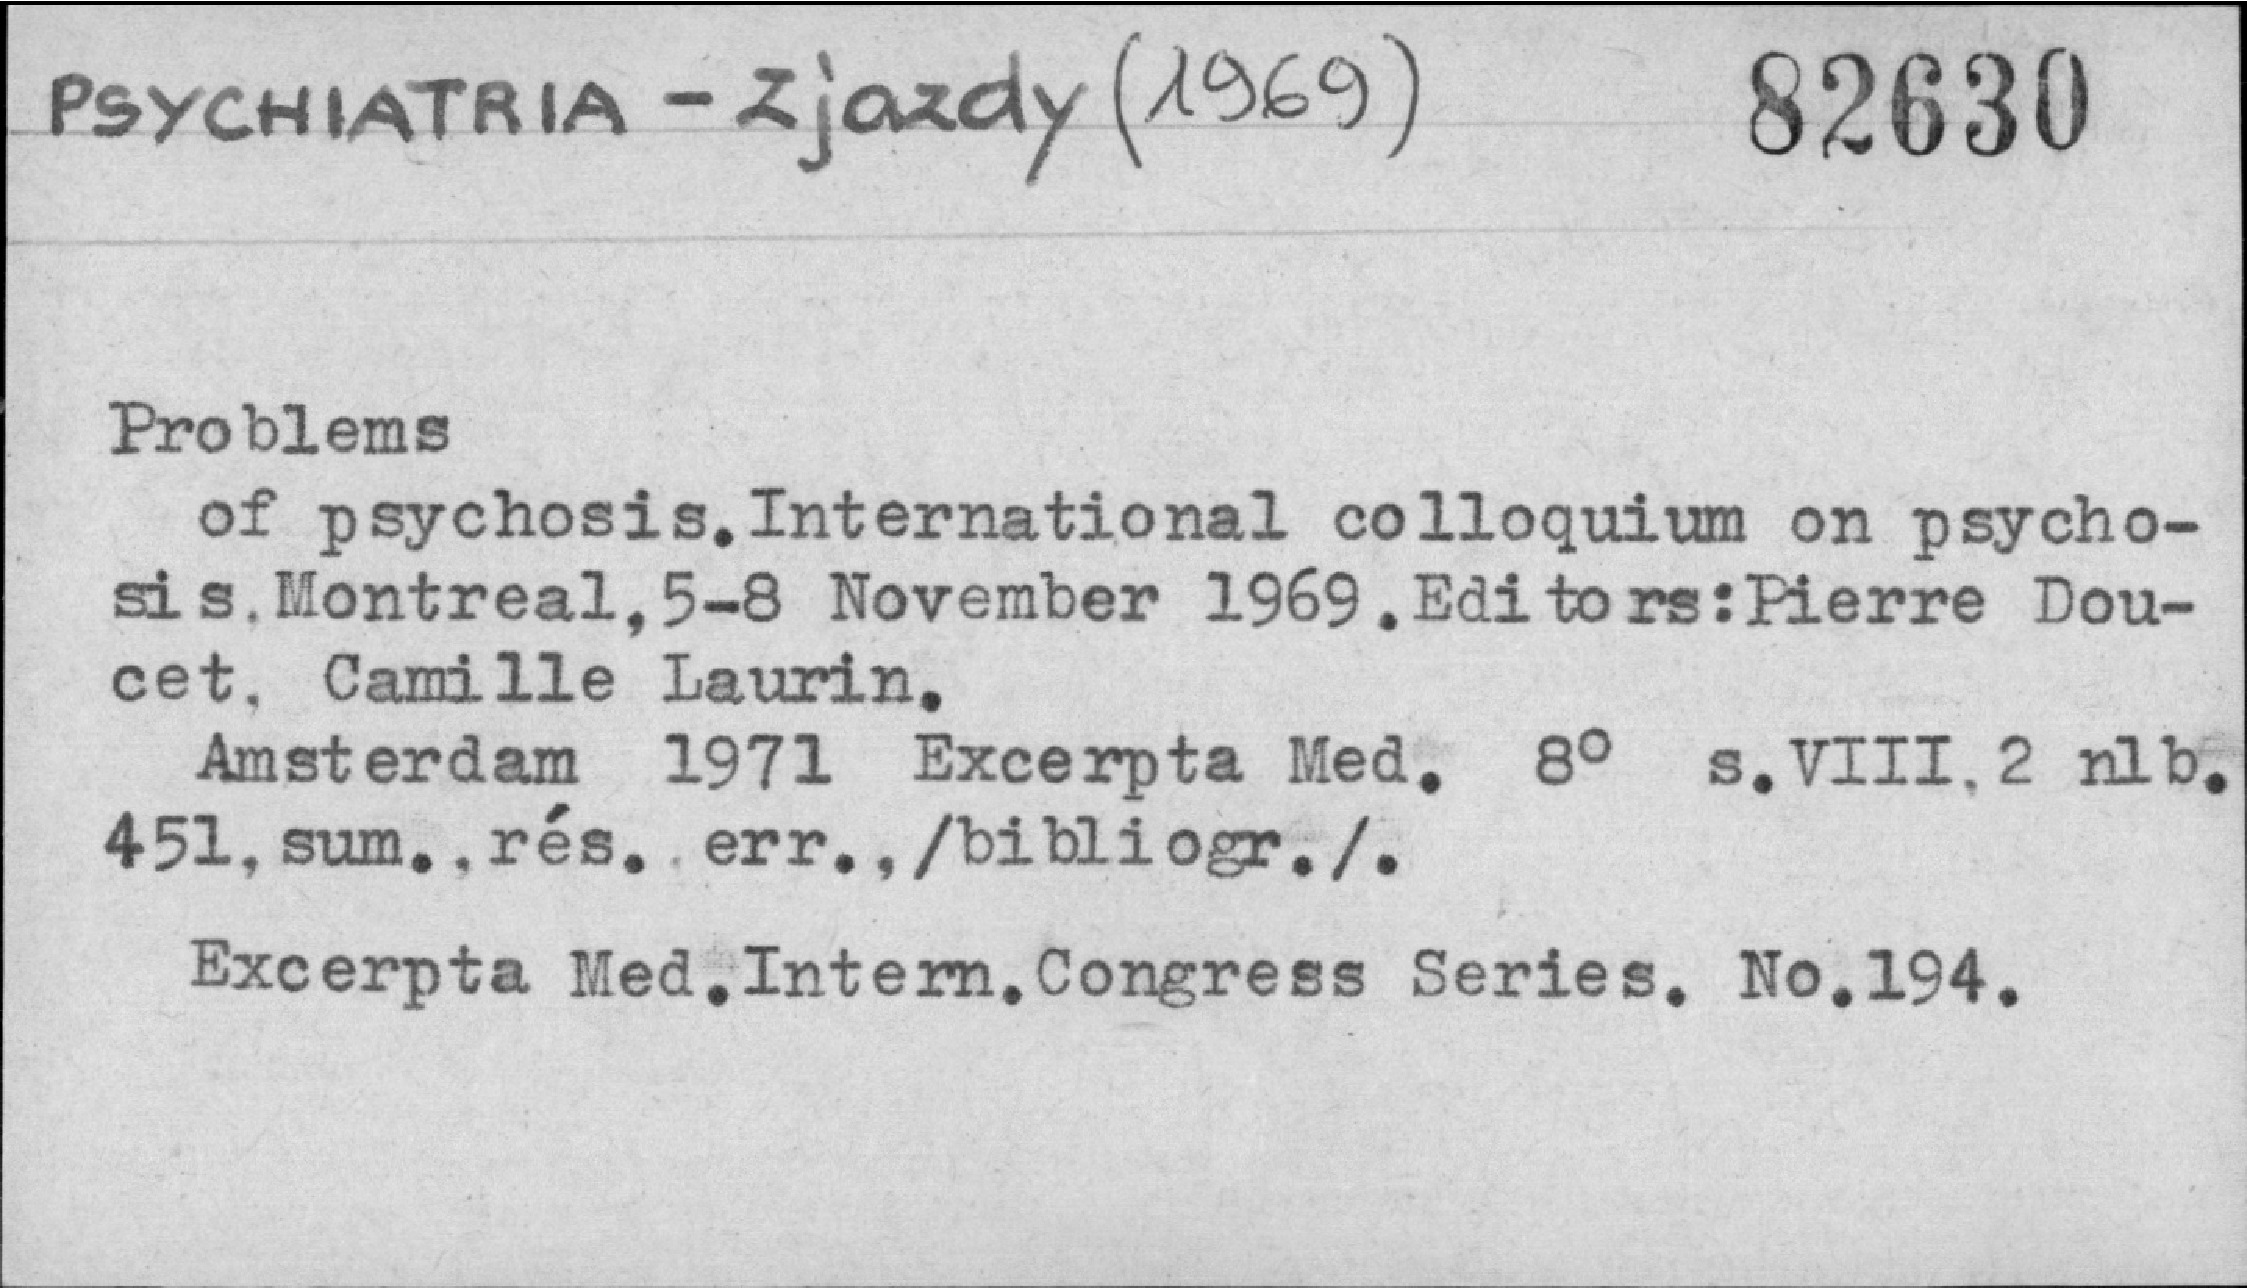 PSYCHIATRIA - Zjazdy (1969) 82630
Problems
of psychosis.International colloquium on psycho-
sis.Montreal,5-8 November 1969.Editors:Pierre Dou-
cet, Camille Laurin.
Amsterdam 1971 Excerpta Med. 8° s.VIII,2 nlb.
451,sum.,rés., err.,/bibliogr./.
Excerpta Med.Intern.Congress Series. No.194.